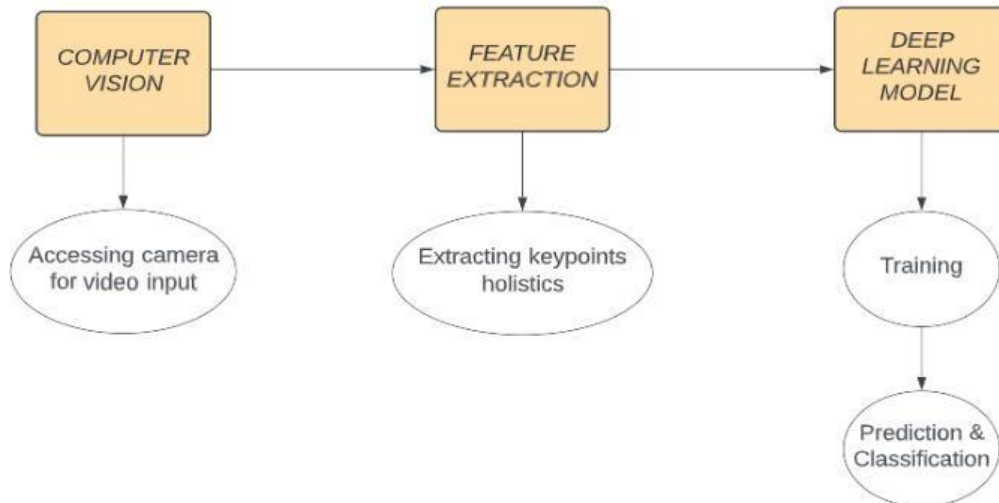 COMPUTER
VISION
FEATURE
EXTRACTION
DEEP
LEARNING
MODEL
Accessing camera
for video input
Extracting keypoints
holistics
Training
Prediction &
Classification